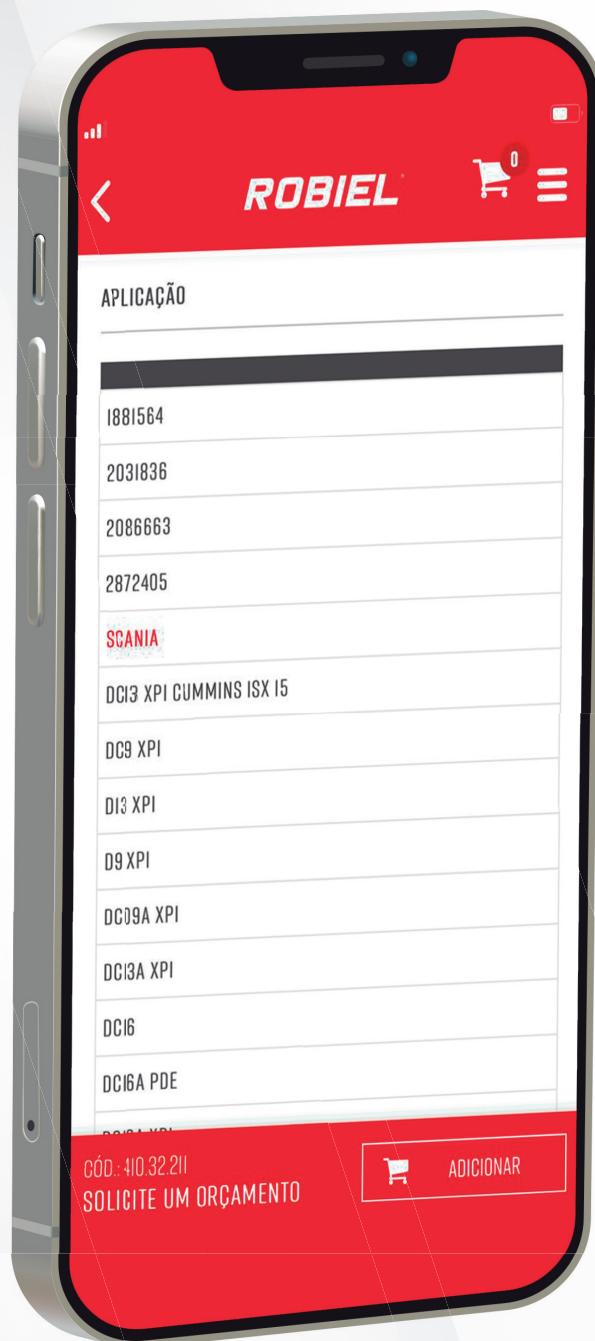 ROBIEL
0
APLICAÇÃO
1881564
2031836
2086663
2872405
SCANIA
DC13 XPI CUMMINS ISX 15
DC9 XPI
D13 XPI
D9 XPI
DC09A XPI
DC13A XPI
DC16
DC16A PDE
CÓD.: 410.32.211
SOLICITE UM ORÇAMENTO
ADICIONAR